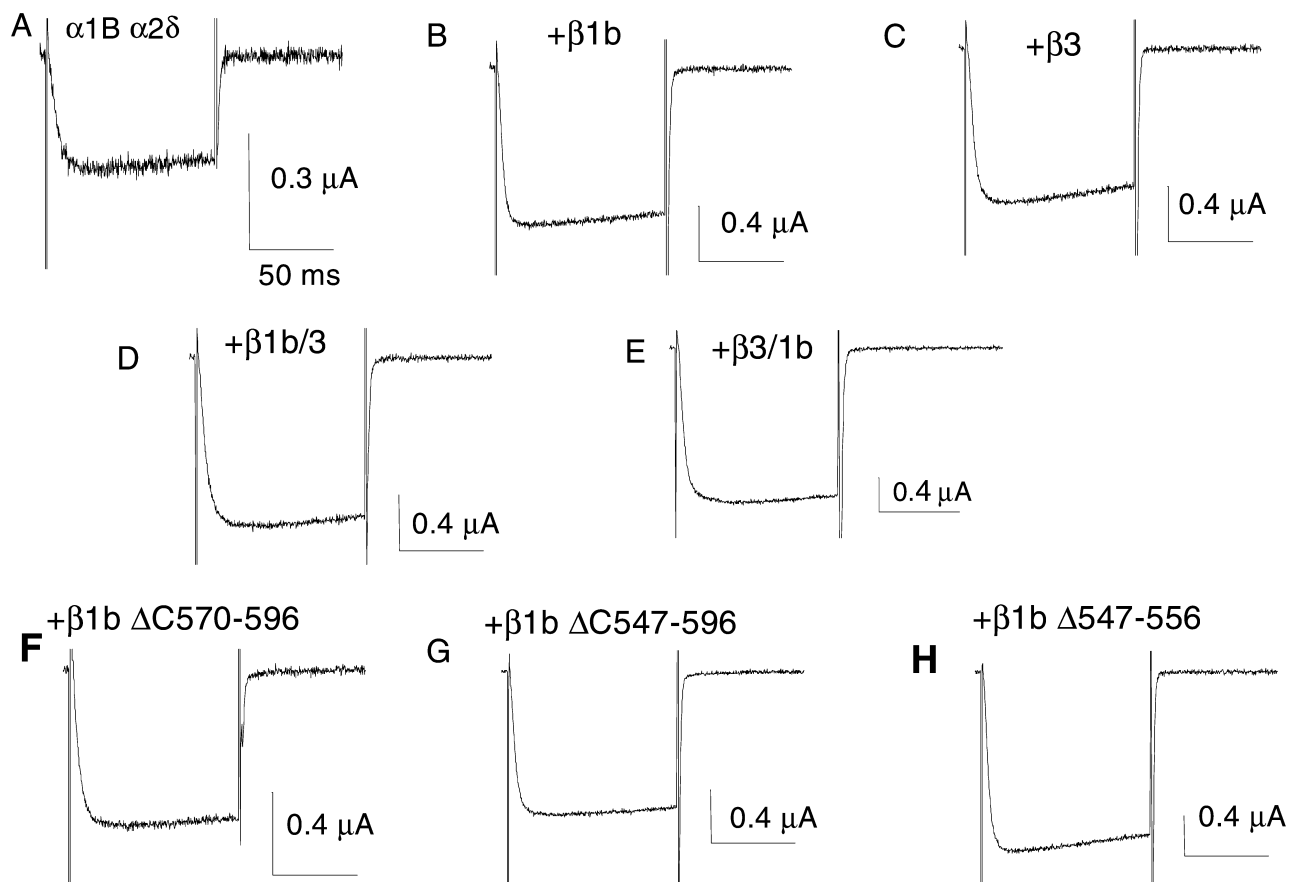 A
α1B α2δ
0.3 μA
50 ms
B
+β1b
0.4 μA
C
+β3
0.4 μA
D
+β1b/3
0.4 μA
E
+β3/1b
0.4 μA
F
+β1b ΔC570-596
0.4 μA
G
+β1b ΔC547-596
0.4 μA
H
+β1b Δ547-556
0.4 μA